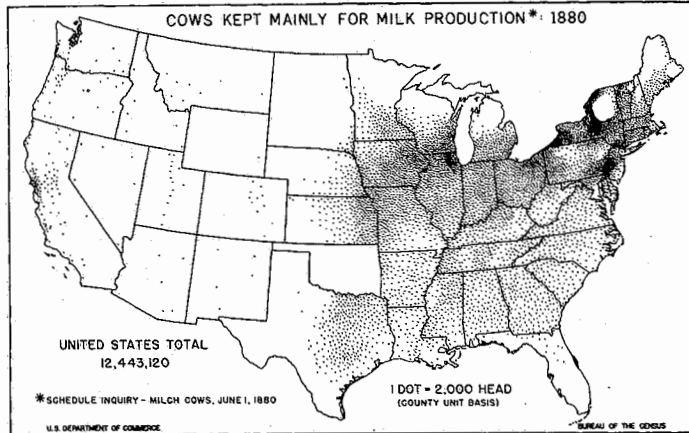 COWS KEPT MAINLY FOR MILK PRODUCTION*: 1880
UNITED STATES TOTAL
12,443,120
*SCHEDULE INQUIRY - MILCH COWS, JUNE 1, 1880
1 DOT = 2,000 HEAD
(COUNTY UNIT BASIS)
U.S. DEPARTMENT OF COMMERCE
BUREAU OF THE CENSUS